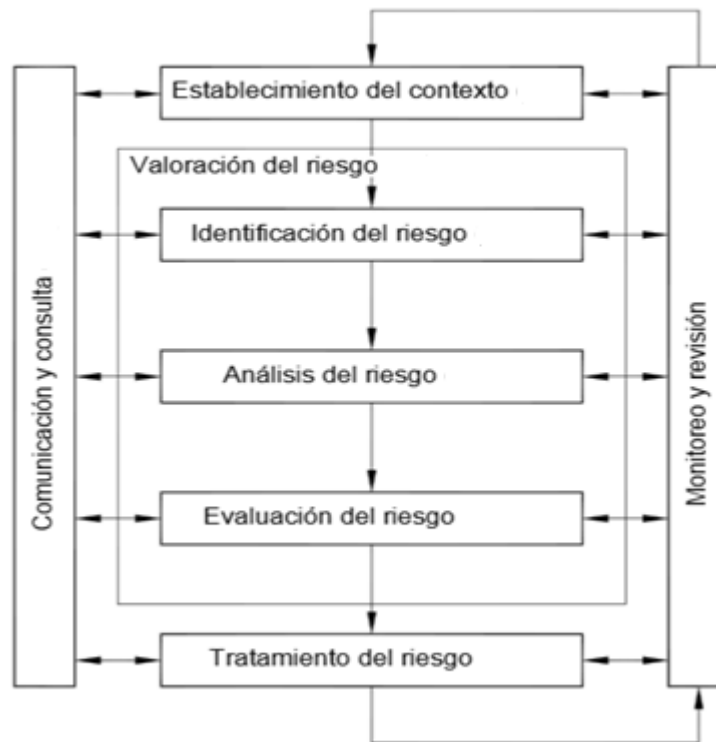 Establecimiento del contexto
Valoración del riesgo
Identificación del riesgo
Análisis del riesgo
Evaluación del riesgo
Tratamiento del riesgo
Comunicación y consulta
Monitoreo y revisión